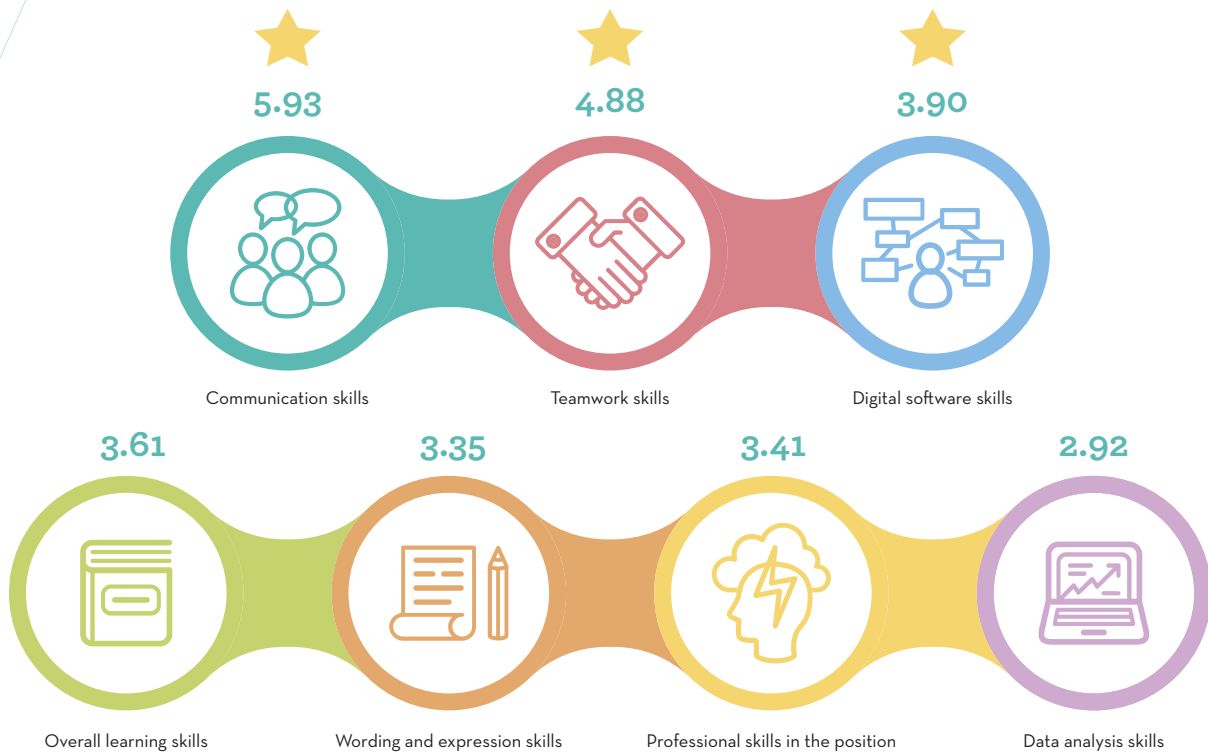 5.93 4.88 3.90
Communication skills Teamwork skills Digital software skills
3.61 3.35 3.41 2.92
Overall learning skills Wording and expression skills Professional skills in the position Data analysis skills